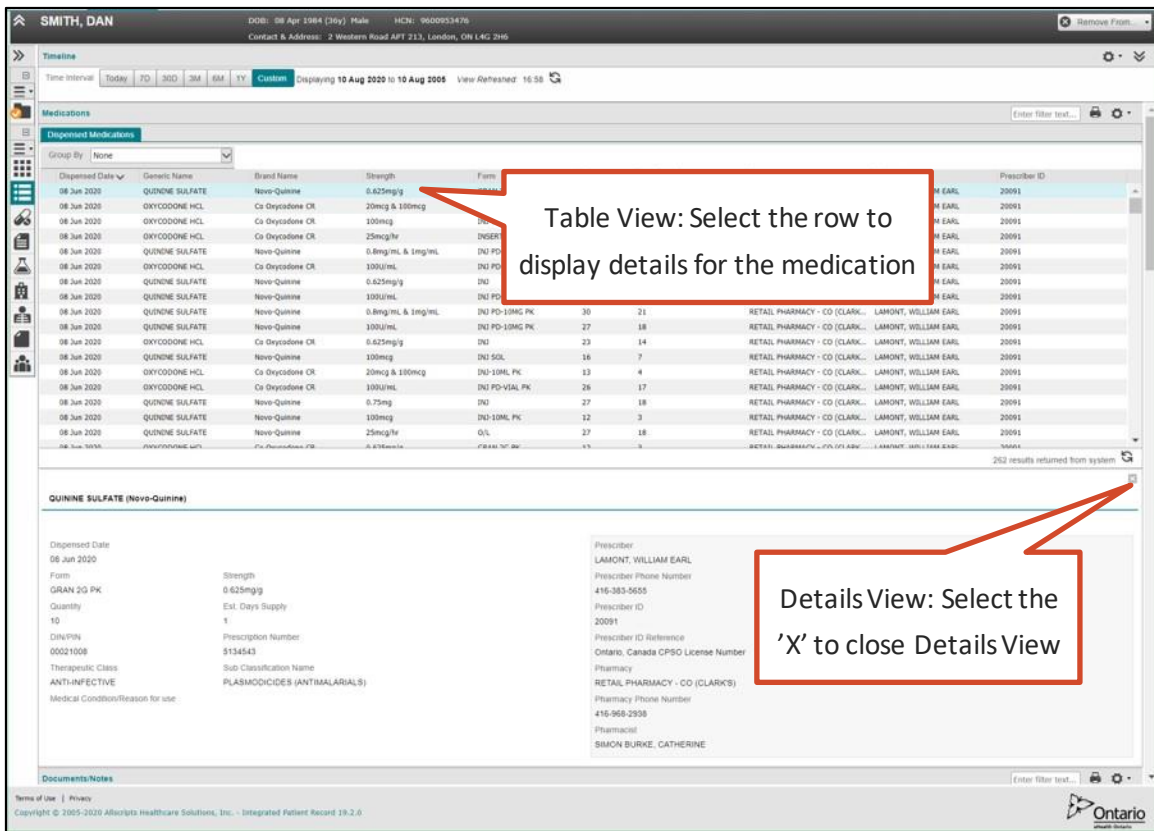 SMITH, DAN
DOB: 08 Apr 1984 (36y) Male HCN: 9600953476
Contact & Address: 2 Western Road APT 213, London, ON L4G 2H6
Remove From...
Timeline
Time Interval Today 7D 30D 3M 6M 1Y Custom Displaying 10 Aug 2020 to 10 Aug 2005 View Refreshed: 16:58
Medications
Enter filter text...
Dispensed Medications
Group By None
Dispensed Date Generic Name Brand Name Strength Form Prescriber ID
08 Jun 2020 QUININE SULFATE Novo-Quinine 0.625mg/g M EARL 20091
08 Jun 2020 OXYCODONE HCL Co Oxycodone CR 20mcg & 100mcg M EARL 20091
08 Jun 2020 OXYCODONE HCL Co Oxycodone CR 100mcg M EARL 20091
08 Jun 2020 OXYCODONE HCL Co Oxycodone CR 25mcg/hr INSERT M EARL 20091
08 Jun 2020 QUININE SULFATE Novo-Quinine 0.8mg/mL & 1mg/mL INJ PD M EARL 20091
08 Jun 2020 OXYCODONE HCL Co Oxycodone CR 100U/mL INJ PD M EARL 20091
08 Jun 2020 OXYCODONE HCL Co Oxycodone CR 0.625mg/g INJ M EARL 20091
08 Jun 2020 QUININE SULFATE Novo-Quinine 100U/mL INJ PD M EARL 20091
08 Jun 2020 QUININE SULFATE Novo-Quinine 0.8mg/mL & 1mg/mL INJ PD-10MG PK 30 21 RETAIL PHARMACY - CO (CLARK... LAMONT, WILLIAM EARL 20091
08 Jun 2020 QUININE SULFATE Novo-Quinine 100U/mL INJ PD-10MG PK 27 18 RETAIL PHARMACY - CO (CLARK... LAMONT, WILLIAM EARL 20091
08 Jun 2020 OXYCODONE HCL Co Oxycodone CR 0.625mg/g INJ 23 14 RETAIL PHARMACY - CO (CLARK... LAMONT, WILLIAM EARL 20091
08 Jun 2020 QUININE SULFATE Novo-Quinine 100mcg INJ SOL 16 7 RETAIL PHARMACY - CO (CLARK... LAMONT, WILLIAM EARL 20091
08 Jun 2020 OXYCODONE HCL Co Oxycodone CR 20mcg & 100mcg INJ-10ML PK 13 4 RETAIL PHARMACY - CO (CLARK... LAMONT, WILLIAM EARL 20091
08 Jun 2020 OXYCODONE HCL Co Oxycodone CR 100U/mL INJ PD-VIAL PK 26 17 RETAIL PHARMACY - CO (CLARK... LAMONT, WILLIAM EARL 20091
08 Jun 2020 QUININE SULFATE Novo-Quinine 0.75mg INJ 27 18 RETAIL PHARMACY - CO (CLARK... LAMONT, WILLIAM EARL 20091
08 Jun 2020 QUININE SULFATE Novo-Quinine 100mcg INJ-10ML PK 12 3 RETAIL PHARMACY - CO (CLARK... LAMONT, WILLIAM EARL 20091
08 Jun 2020 QUININE SULFATE Novo-Quinine 25mcg/hr O/L 27 18 RETAIL PHARMACY - CO (CLARK... LAMONT, WILLIAM EARL 20091
Table View: Select the row to
display details for the medication
262 results returned from system
QUININE SULFATE (Novo-Quinine)
Dispensed Date
08 Jun 2020
Form Strength
GRAN 2G PK 0.625mg/g
Quantity Est. Days Supply
10 1
DIN/PIN Prescription Number
00021008 5134543
Therapeutic Class Sub Classification Name
ANTI-INFECTIVE PLASMODICIDES (ANTIMALARIALS)
Medical Condition/Reason for use
Prescriber
LAMONT, WILLIAM EARL
Prescriber Phone Number
416-383-5655
Prescriber ID
20091
Prescriber ID Reference
Ontario, Canada CPSO License Number
Pharmacy
RETAIL PHARMACY - CO (CLARK'S)
Pharmacy Phone Number
416-968-2938
Pharmacist
SIMON BURKE, CATHERINE
Details View: Select the
’X’ to close Details View
Documents/Notes
Enter filter text...
Terms of Use | Privacy
Copyright © 2005-2020 Allscripts Healthcare Solutions, Inc. - Integrated Patient Record 19.2.0
Ontario
eHealth Ontario